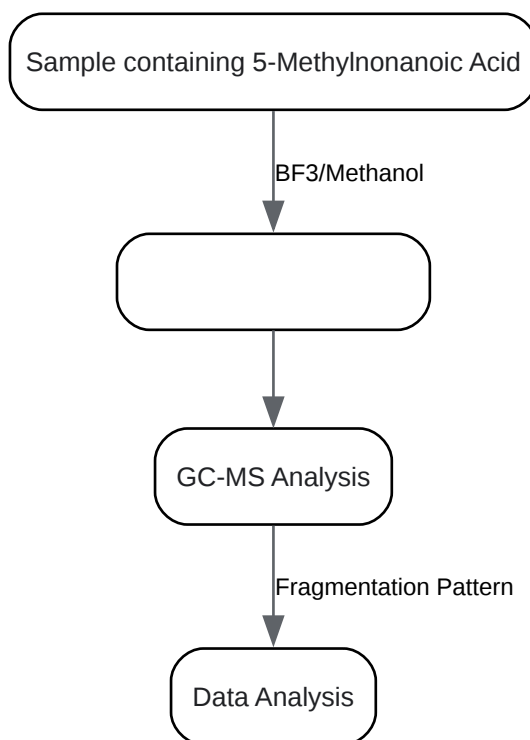 Sample containing 5-Methylnonanoic Acid
BF3/Methanol
GC-MS Analysis
Fragmentation Pattern
Data Analysis